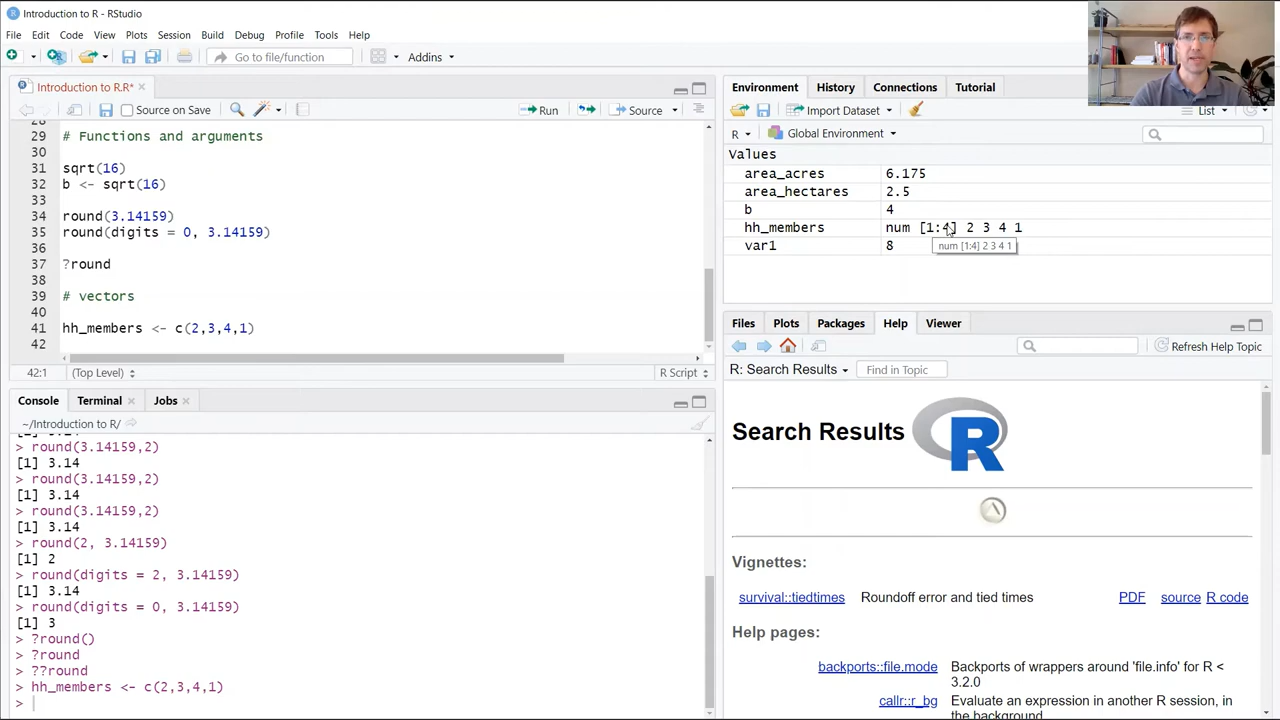 Introduction to R - RStudio
File Edit Code View Plots Session Build Debug Profile Tools Help
Go to file/function Addins
Introduction to R.R*
Source on Save Run Source
29 # Functions and arguments
30
31 sqrt(16)
32 b <- sqrt(16)
33
34 round(3.14159)
35 round(digits = 0, 3.14159)
36
37 ?round
38
39 # vectors
40
41 hh_members <- c(2,3,4,1)
42
42:1 (Top Level) R Script
Console Terminal Jobs
~/Introduction to R/
> round(3.14159,2)
[1] 3.14
> round(3.14159,2)
[1] 3.14
> round(3.14159,2)
[1] 3.14
> round(2, 3.14159)
[1] 2
> round(digits = 2, 3.14159)
[1] 3.14
> round(digits = 0, 3.14159)
[1] 3
> ?round()
> ?round
> ??round
> hh_members <- c(2,3,4,1)
>
Environment History Connections Tutorial
Import Dataset List
R Global Environment
Values
area_acres 6.175
area_hectares 2.5
b 4
hh_members num [1:4] 2 3 4 1
num [1:4] 2 3 4 1
var1 8
Files Plots Packages Help Viewer
Refresh Help Topic
R: Search Results Find in Topic
Search Results R
Vignettes:
survival::tiedtimes Roundoff error and tied times PDF source R code
Help pages:
backports::file.mode Backports of wrappers around 'file.info' for R <
3.2.0
callr::r_bg Evaluate an expression in another R session, in
the background